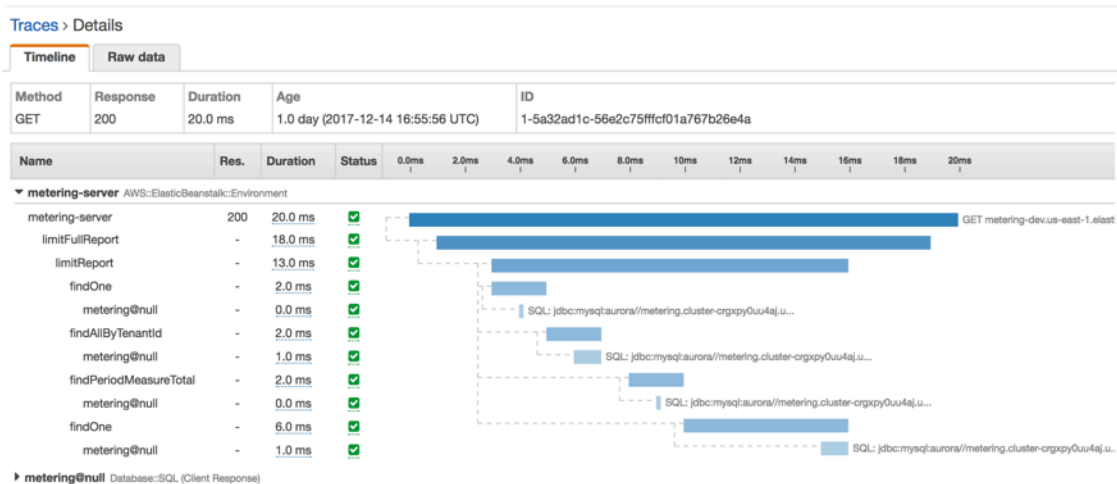 Traces > Details
Timeline Raw data
Method Response Duration Age ID
GET 200 20.0 ms 1.0 day (2017-12-14 16:55:56 UTC) 1-5a32ad1c-56e2c75fffcf01a767b26e4a
Name Res. Duration Status 0.0ms 2.0ms 4.0ms 6.0ms 8.0ms 10ms 12ms 14ms 16ms 18ms 20ms
metering-server AWS::ElasticBeanstalk::Environment
metering-server 200 20.0 ms GET metering-dev.us-east-1.elast
limitFullReport - 18.0 ms
limitReport - 13.0 ms
findOne - 2.0 ms
metering@null - 0.0 ms SQL: jdbc:mysql:aurora//metering.cluster-crgxpy0uu4aj.u...
findAllByTenantId - 2.0 ms
metering@null - 1.0 ms SQL: jdbc:mysql:aurora//metering.cluster-crgxpy0uu4aj.u...
findPeriodMeasureTotal - 2.0 ms
metering@null - 0.0 ms SQL: jdbc:mysql:aurora//metering.cluster-crgxpy0uu4aj.u...
findOne - 6.0 ms
metering@null - 1.0 ms SQL: jdbc:mysql:aurora//metering.cluster-crgxpy0uu4aj.u..
metering@null Database::SQL (Client Response)